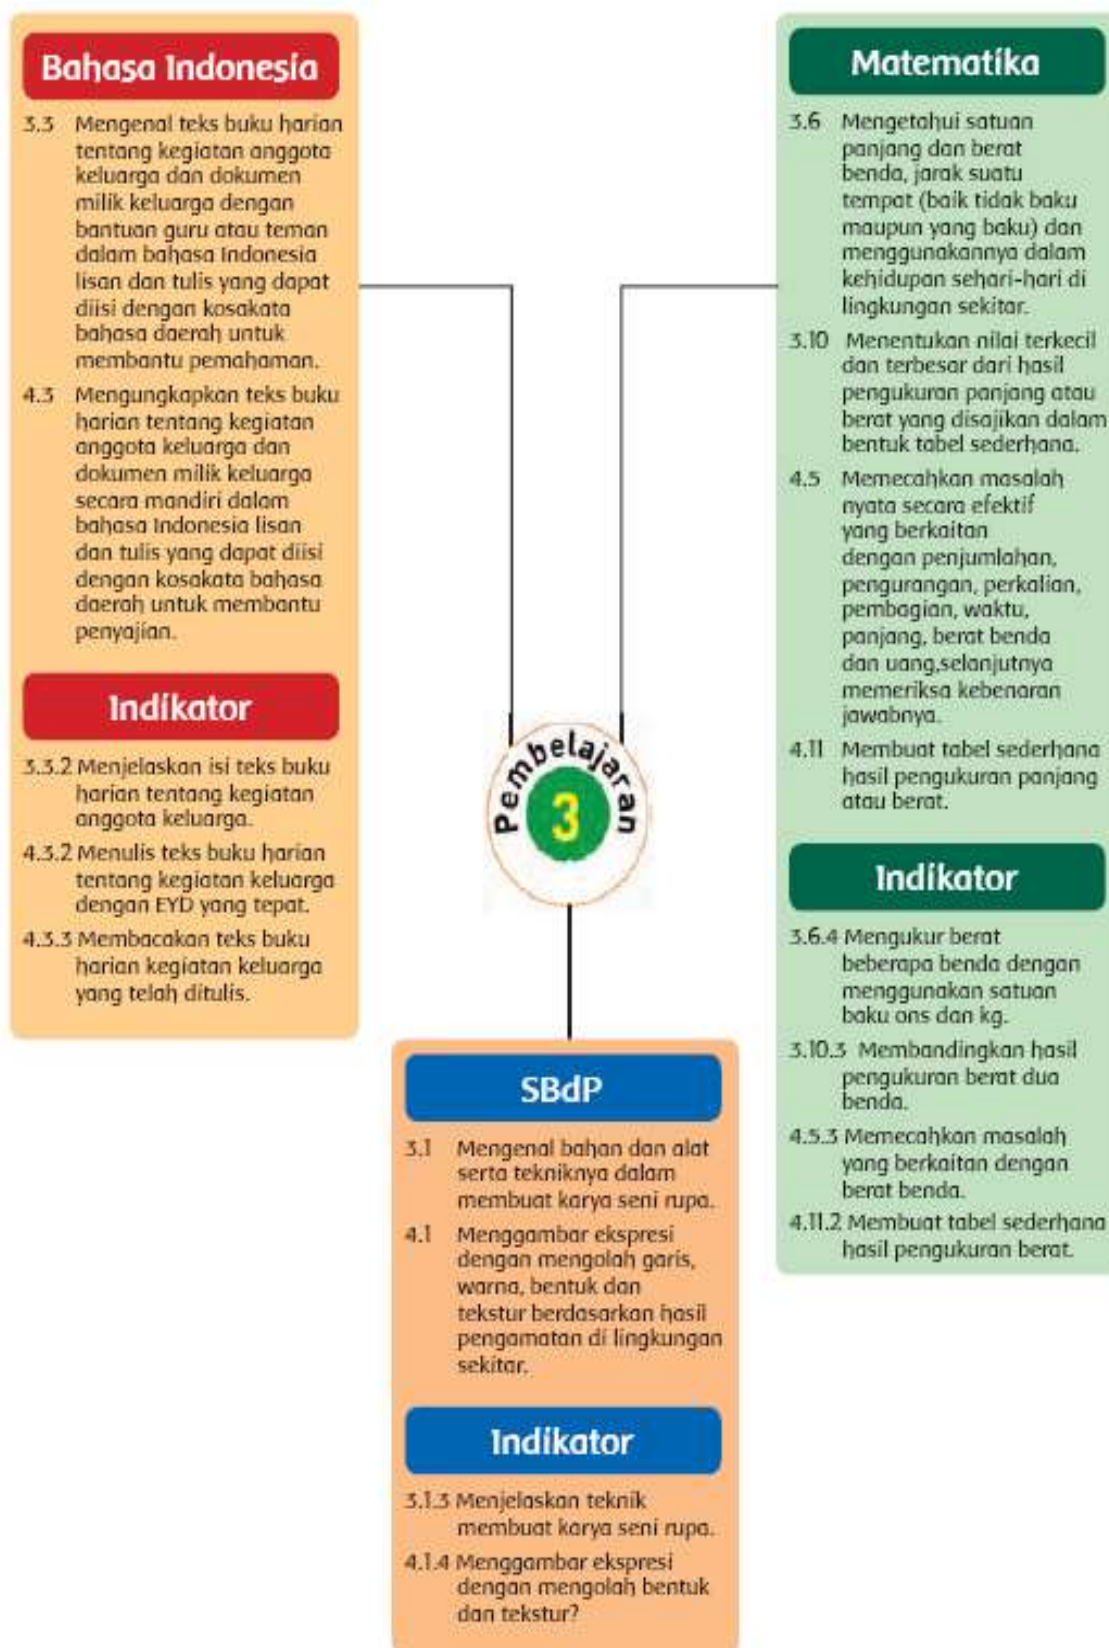 Bahasa Indonesia
3.3 Mengenal teks buku harian
tentang kegiatan anggota
keluarga dan dokumen
milik keluarga dengan
bantuan guru atau teman
dalam bahasa Indonesia
lisan dan tulis yang dapat
diisi dengan kosakata
bahasa daerah untuk
membantu pemahaman.
4.3 Mengungkapkan teks buku
harian tentang kegiatan
anggota keluarga dan
dokumen milik keluarga
secara mandiri dalam
bahasa Indonesia lisan
dan tulis yang dapat diisi
dengan kosakata bahasa
daerah untuk membantu
penyajian.
Indikator
3.3.2 Menjelaskan isi teks buku
harian tentang kegiatan
anggota keluarga.
4.3.2 Menulis teks buku harian
tentang kegiatan keluarga
dengan EYD yang tepat.
4.3.3 Membacakan teks buku
harian kegiatan keluarga
yang telah ditulis.
Matematika
3.6 Mengetahui satuan
panjang dan berat
benda, jarak suatu
tempat (baik tidak baku
maupun yang baku) dan
menggunakannya dalam
kehidupan sehari-hari di
lingkungan sekitar.
3.10 Menentukan nilai terkecil
dan terbesar dari hasil
pengukuran panjang atau
berat yang disajikan dalam
bentuk tabel sederhana.
4.5 Memecahkan masalah
nyata secara efektif
yang berkaitan
dengan penjumlahan,
pengurangan, perkalian,
pembagian, waktu,
panjang, berat benda
dan uang,selanjutnya
memeriksa kebenaran
jawabnya.
4.11 Membuat tabel sederhana
hasil pengukuran panjang
atau berat.
Indikator
3.6.4 Mengukur berat
beberapa benda dengan
menggunakan satuan
baku ons dan kg.
3.10.3 Membandingkan hasil
pengukuran berat dua
benda.
4.5.3 Memecahkan masalah
yang berkaitan dengan
berat benda.
4.11.2 Membuat tabel sederhana
hasil pengukuran berat.
Pembelajaran
3
SBdP
3.1 Mengenal bahan dan alat
serta tekniknya dalam
membuat karya seni rupa.
4.1 Menggambar ekspresi
dengan mengolah garis,
warna, bentuk dan
tekstur berdasarkan hasil
pengamatan di lingkungan
sekitar.
Indikator
3.1.3 Menjelaskan teknik
membuat karya seni rupa.
4.1.4 Menggambar ekspresi
dengan mengolah bentuk
dan tekstur?